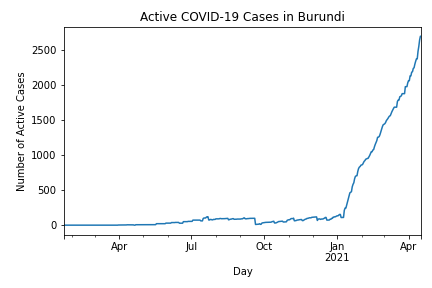 Active COVID-19 Cases in Burundi
2500
2000
1500
1000
500
0
Number of Active Cases
Apr Jul Oct Jan Apr
2021
Day